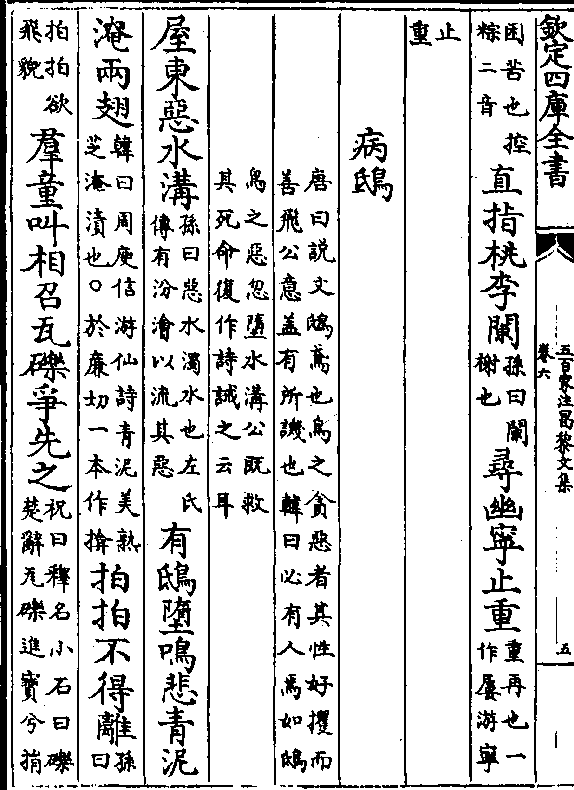 欽定四庫全書
五百家注昌黎文集
卷六
五
困苦也控
粽二音
直指桃李闌
孫曰闌
榭也
尋幽寧止重
重再也一
作屢游寧
止
重
病鴟
唐曰說文鴟鳶也鳥之貪惡者其性好攫而
善飛公意盖有所譏也韓曰必有人焉如鴟
鳥之惡忽墮水溝公既救
其死命復作詩誡之云耳
屋東惡水溝
孫曰惡水濁水也左氏
傳有汾澮以流其惡
有鴟墮鳴悲青泥
淹兩翅
韓曰周庾信游仙詩青泥美熟
芝淹漬也○於廉切一本作揜
拍拍不得離
孫
曰
拍拍欲
飛貌
羣童叫相召瓦礫爭先之
祝曰釋名小石曰礫
楚辭瓦礫進寳兮捐